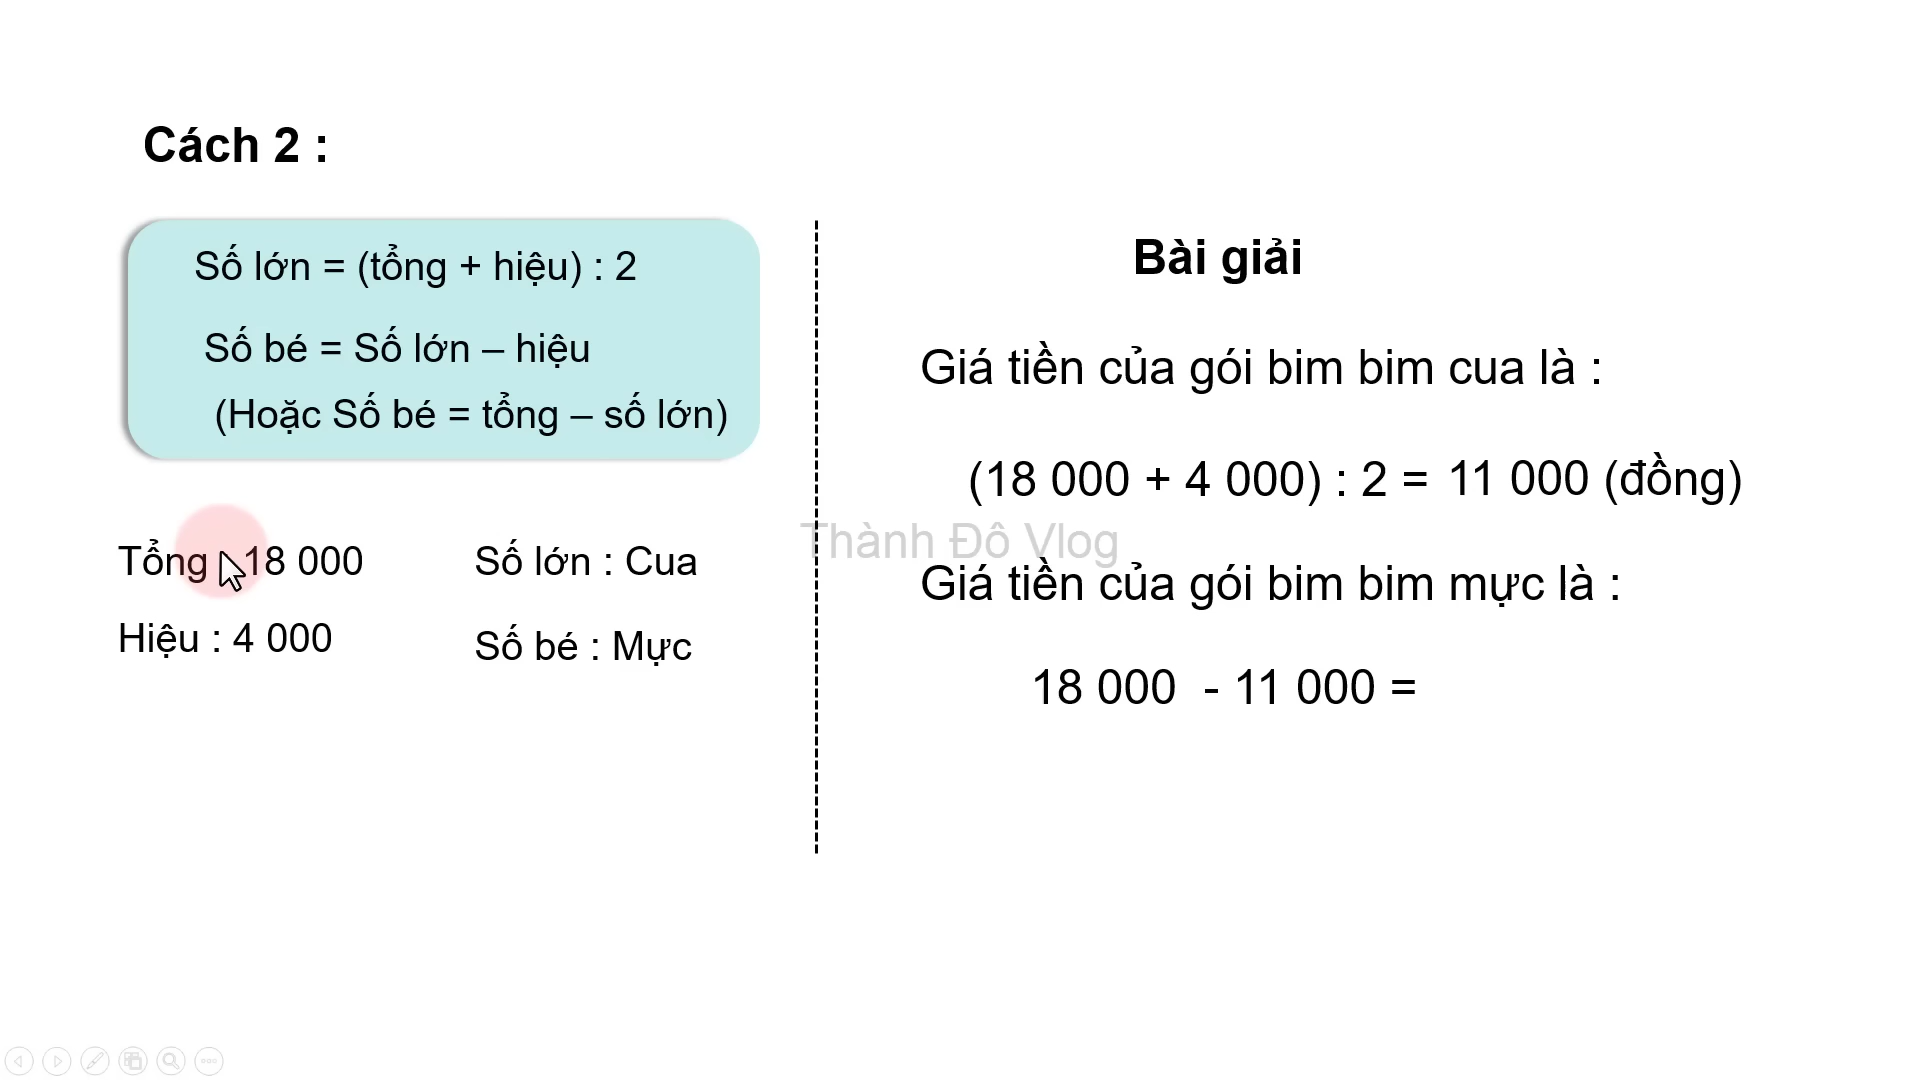 Cách 2 :
Số lớn = (tổng + hiệu) : 2
Số bé = Số lớn – hiệu
(Hoặc Số bé = tổng – số lớn)
Tổng : 18 000
Hiệu : 4 000
Số lớn : Cua
Số bé : Mực
Bài giải
Giá tiền của gói bim bim cua là :
(18 000 + 4 000) : 2 = 11 000 (đồng)
Thành Đô Vlog
Giá tiền của gói bim bim mực là :
18 000 - 11 000 =